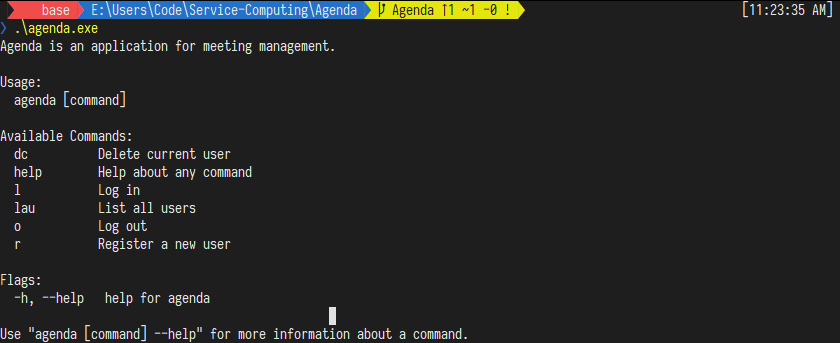 base E:\Users\Code\Service-Computing\Agenda Agenda ↑1 ~1 -0 ! [11:23:35 AM]
❯ .\agenda.exe
Agenda is an application for meeting management.
Usage:
agenda [command]
Available Commands:
dc Delete current user
help Help about any command
l Log in
lau List all users
o Log out
r Register a new user
Flags:
-h, --help help for agenda
Use "agenda [command] --help" for more information about a command.